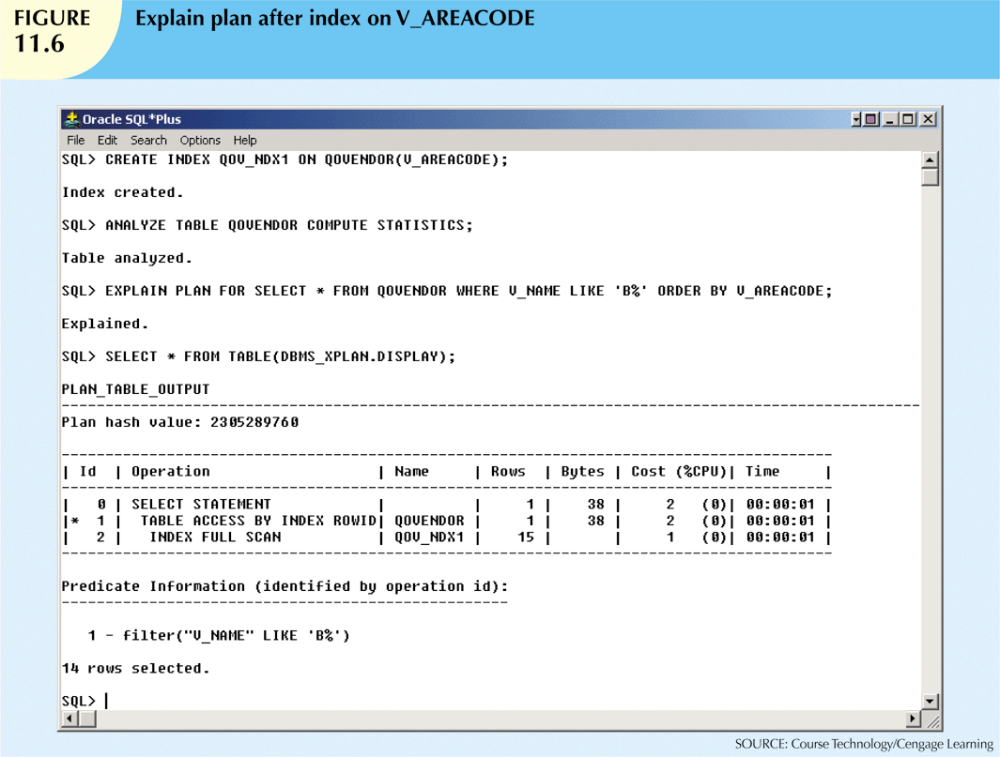 FIGURE
11.6
Explain plan after index on V_AREACODE
Oracle SQL*Plus
File Edit Search Options Help
SQL> CREATE INDEX QOV_NDX1 ON QOVENDOR(V_AREACODE);
Index created.
SQL> ANALYZE TABLE QOVENDOR COMPUTE STATISTICS;
Table analyzed.
SQL> EXPLAIN PLAN FOR SELECT * FROM QOVENDOR WHERE V_NAME LIKE 'B%' ORDER BY V_AREACODE;
Explained.
SQL> SELECT * FROM TABLE(DBMS_XPLAN.DISPLAY);
PLAN_TABLE_OUTPUT
--------------------------------------------------------------------------------------------------
Plan hash value: 2305289760
----------------------------------------------------------------------------------------
| Id  | Operation                   | Name     | Rows  | Bytes | Cost (%CPU)| Time     |
----------------------------------------------------------------------------------------
|   0 | SELECT STATEMENT            |          |     1 |    38 |     2   (0)| 00:00:01 |
|*  1 |  TABLE ACCESS BY INDEX ROWID| QOVENDOR |     1 |    38 |     2   (0)| 00:00:01 |
|   2 |   INDEX FULL SCAN           | QOV_NDX1 |    15 |       |     1   (0)| 00:00:01 |
----------------------------------------------------------------------------------------
Predicate Information (identified by operation id):
---------------------------------------------------
1 - filter("V_NAME" LIKE 'B%')
14 rows selected.
SQL>
SOURCE: Course Technology/Cengage Learning